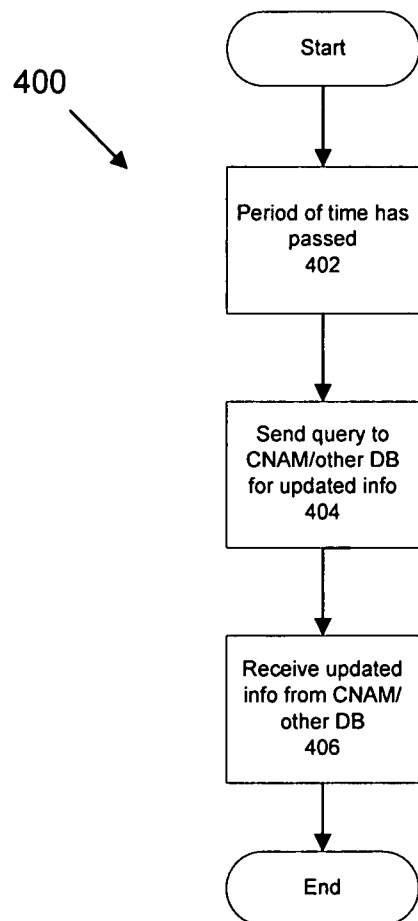 Start
400
Period of time has
passed
402
Send query to
CNAM/other DB
for updated info
404
Receive updated
info from CNAM/
other DB
406
End